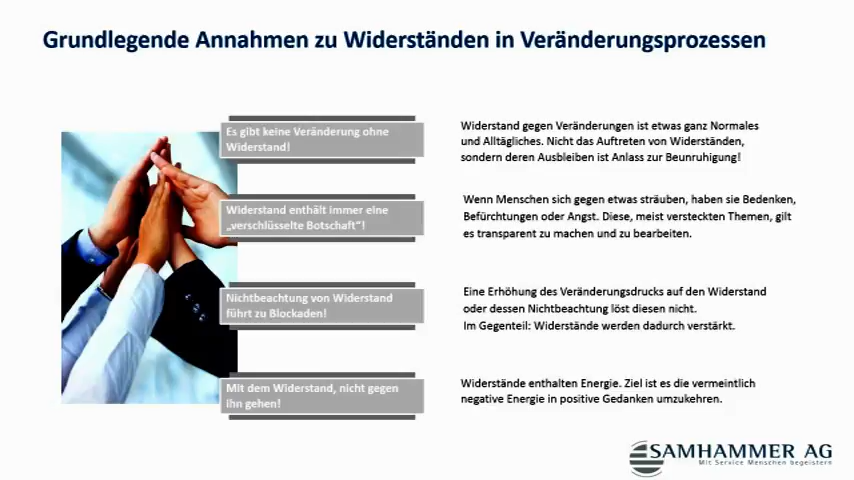 Grundlegende Annahmen zu Widerständen in Veränderungsprozessen
Es gibt keine Veränderung ohne
Widerstand!
Widerstand gegen Veränderungen ist etwas ganz Normales
und Alltägliches. Nicht das Auftreten von Widerständen,
sondern deren Ausbleiben ist Anlass zur Beunruhigung!
Widerstand enthält immer eine
„verschlüsselte Botschaft“!
Wenn Menschen sich gegen etwas sträuben, haben sie Bedenken,
Befürchtungen oder Angst. Diese, meist versteckten Themen, gilt
es transparent zu machen und zu bearbeiten.
Nichtbeachtung von Widerstand
führt zu Blockaden!
Eine Erhöhung des Veränderungsdrucks auf den Widerstand
oder dessen Nichtbeachtung löst diesen nicht.
Im Gegenteil: Widerstände werden dadurch verstärkt.
Mit dem Widerstand, nicht gegen
ihn gehen!
Widerstände enthalten Energie. Ziel ist es die vermeintlich
negative Energie in positive Gedanken umzukehren.
SAMHAMMER AG
Mit Service Menschen begeistern